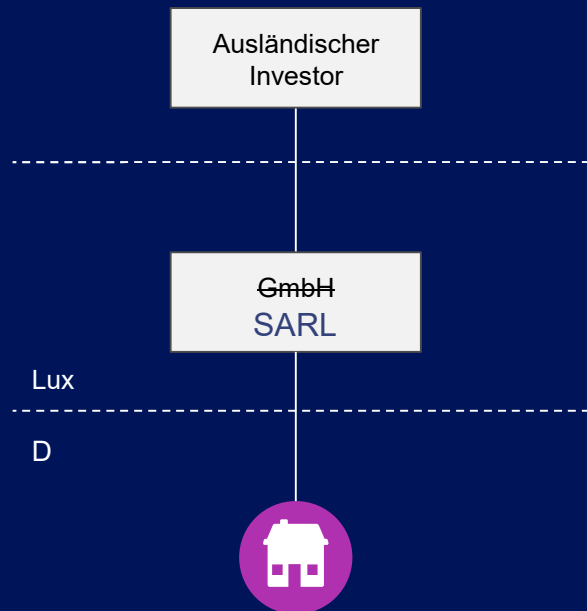 Ausländischer
Investor
GmbH
SARL
Lux
D